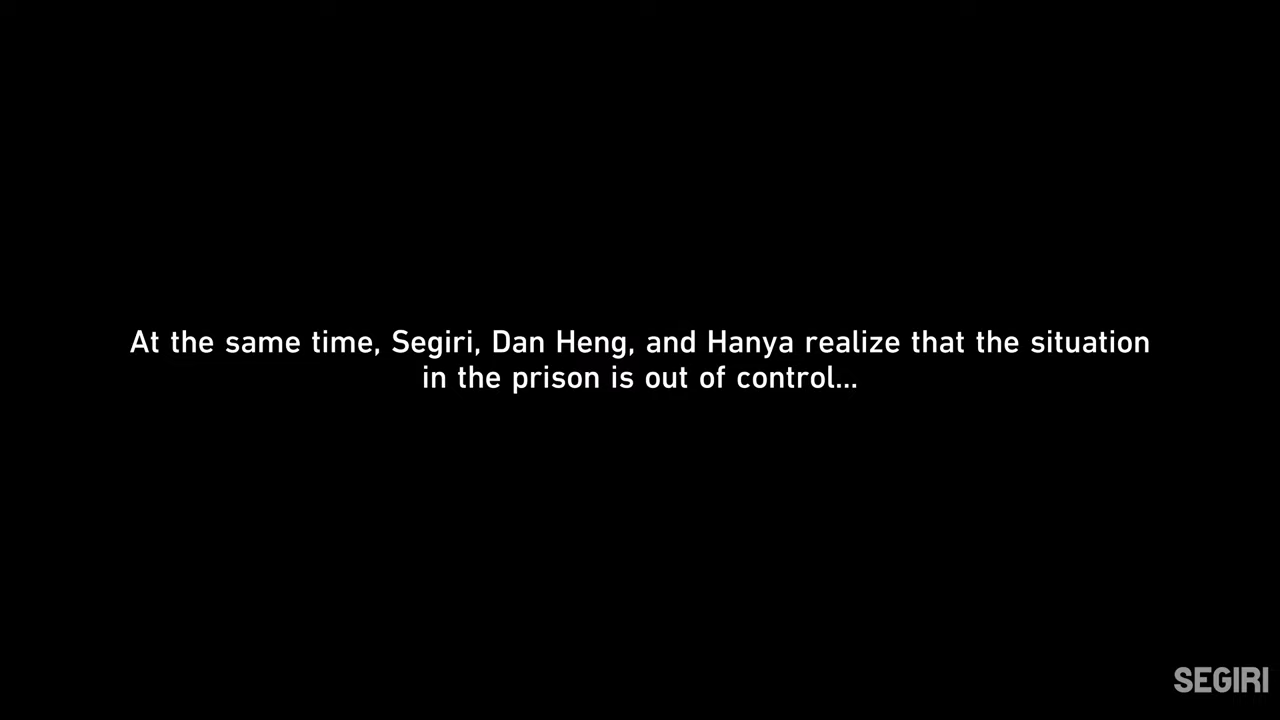 At the same time, Segiri, Dan Heng, and Hanya realize that the situation
in the prison is out of control...
SEGIRI